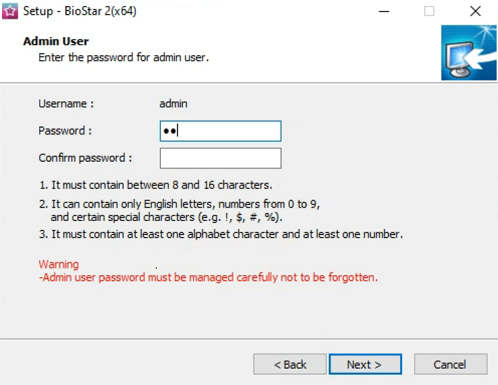 Setup - BioStar 2(x64)
Admin User
Enter the password for admin user.
Username : admin
Password : ●●
Confirm password :
1. It must contain between 8 and 16 characters.
2. It can contain only English letters, numbers from 0 to 9,
and certain special characters (e.g. !, $, #, %).
3. It must contain at least one alphabet character and at least one number.
Warning
-Admin user password must be managed carefully not to be forgotten.
< Back Next > Cancel